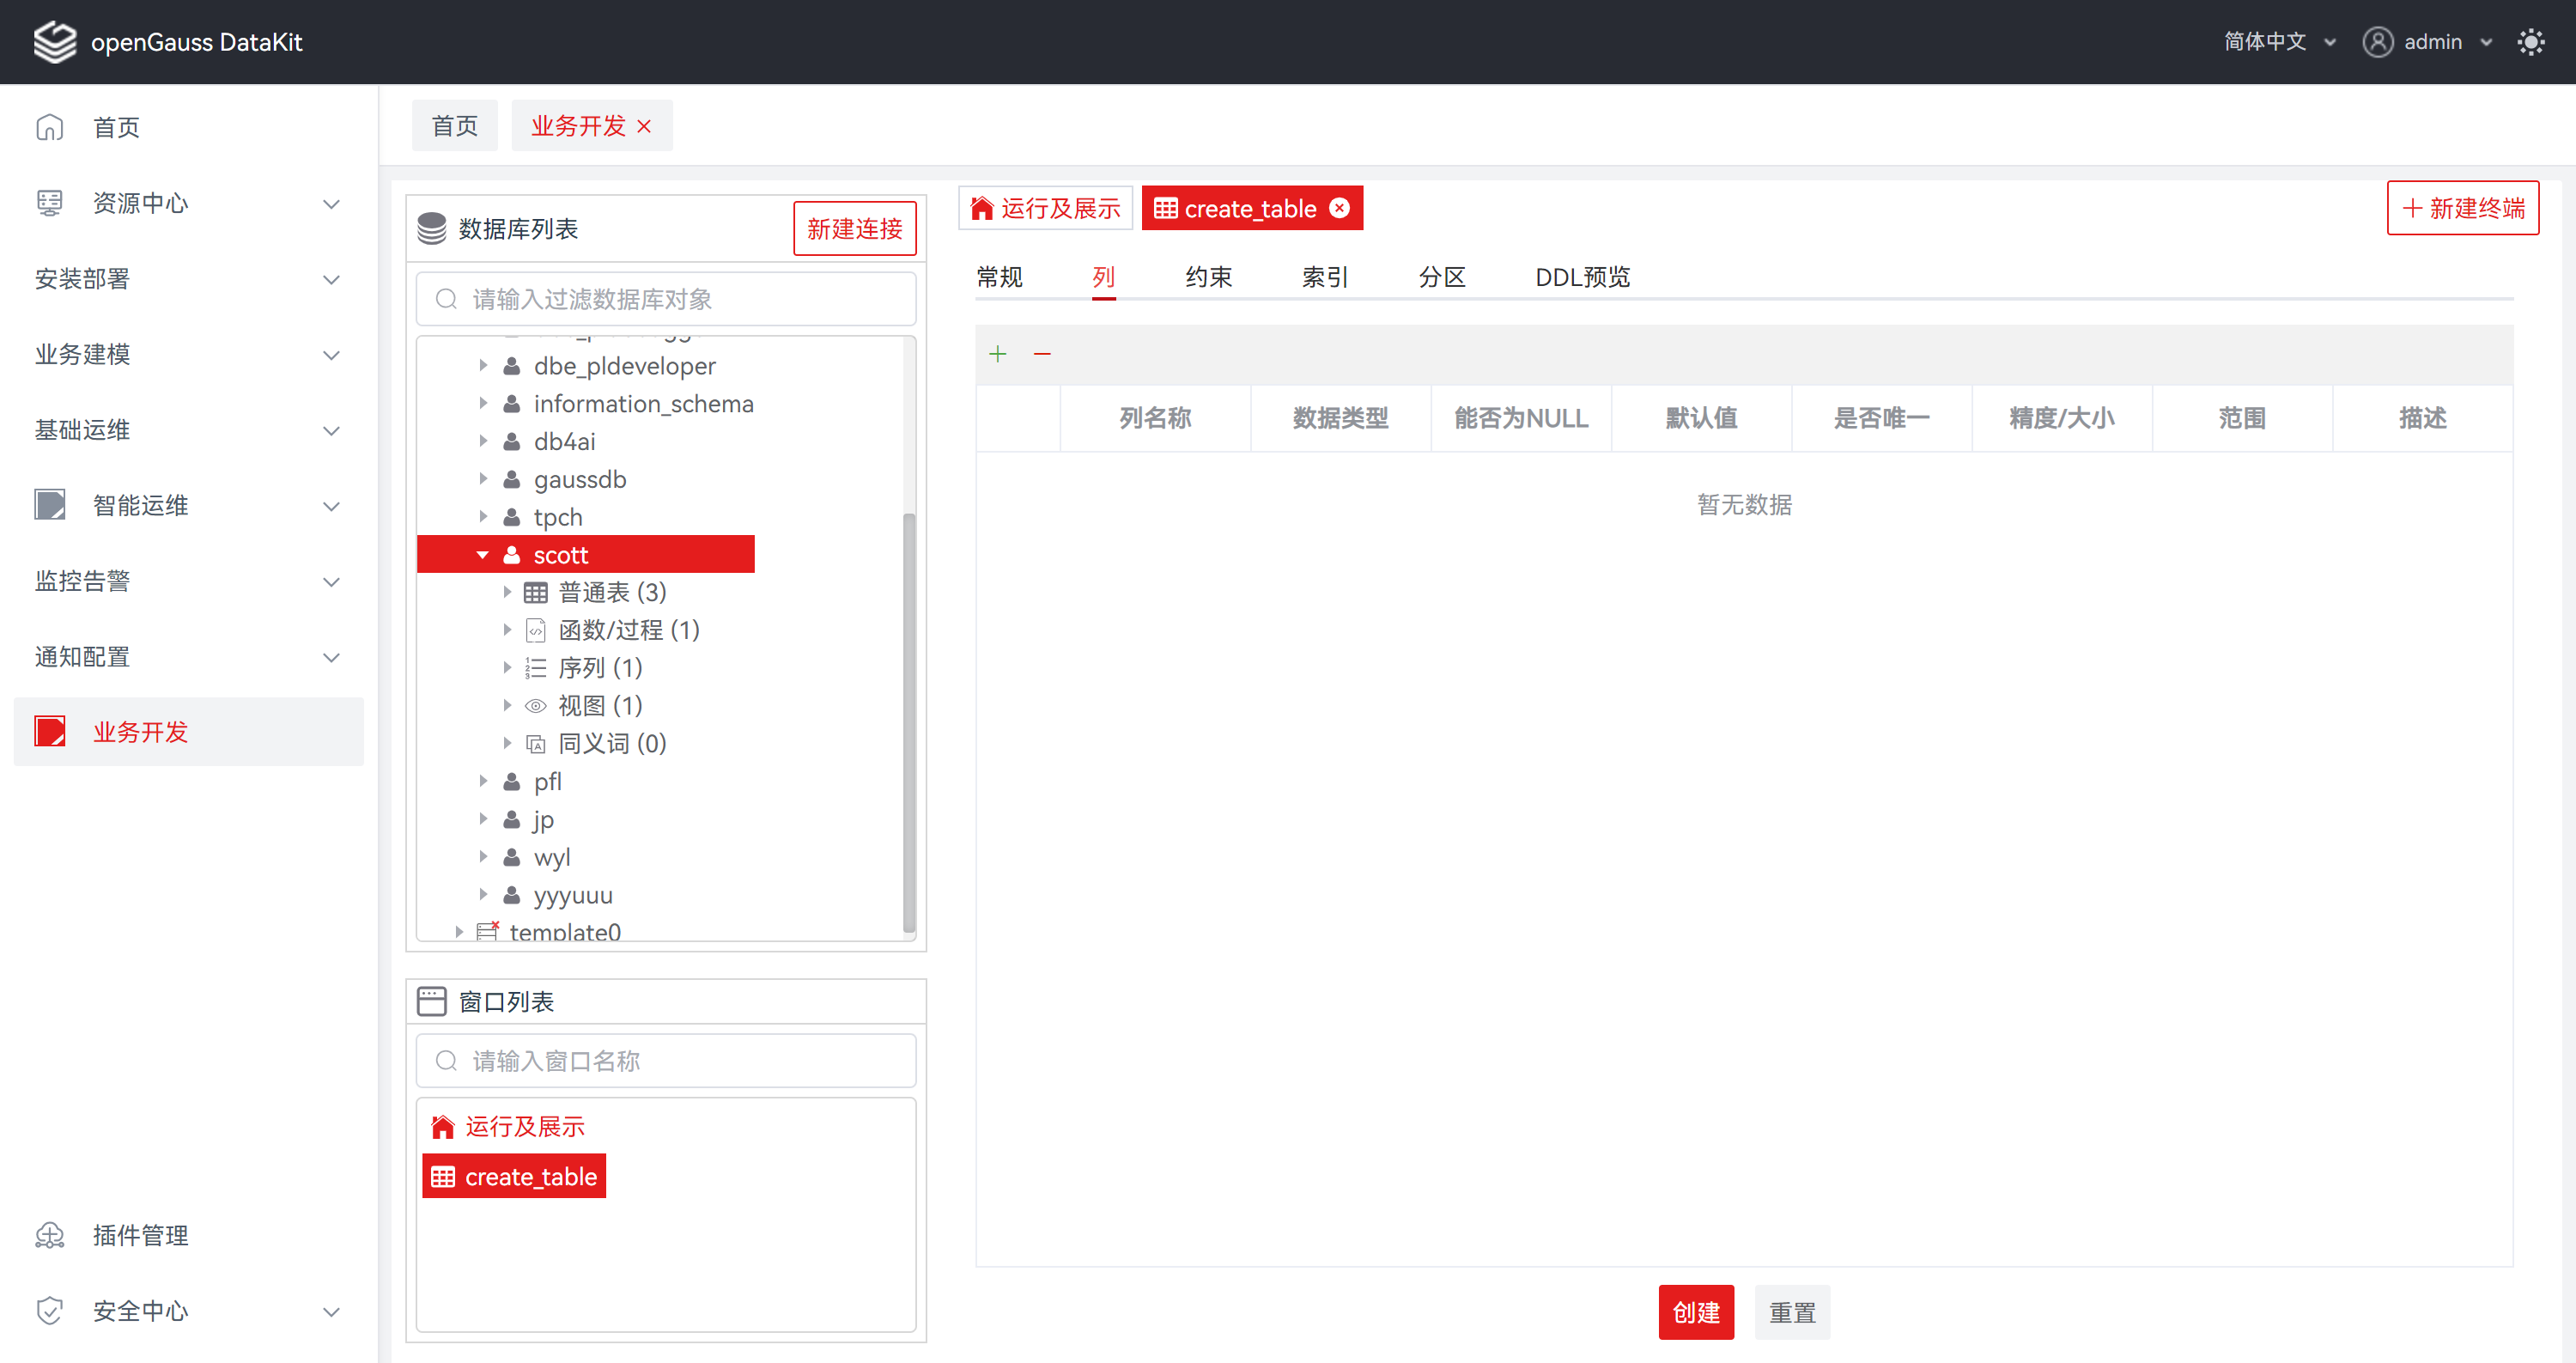 openGauss DataKit
简体中文
admin
首页
资源中心
安装部署
业务建模
基础运维
智能运维
监控告警
通知配置
业务开发
插件管理
安全中心
首页
业务开发
数据库列表
新建连接
请输入过滤数据库对象
dbe_pldeveloper
information_schema
db4ai
gaussdb
tpch
scott
普通表 (3)
函数/过程 (1)
序列 (1)
视图 (1)
同义词 (0)
pfl
jp
wyl
yyyuuu
template0
窗口列表
请输入窗口名称
运行及展示
create_table
运行及展示
create_table
新建终端
常规
列
约束
索引
分区
DDL预览
列名称
数据类型
能否为NULL
默认值
是否唯一
精度/大小
范围
描述
暂无数据
创建
重置